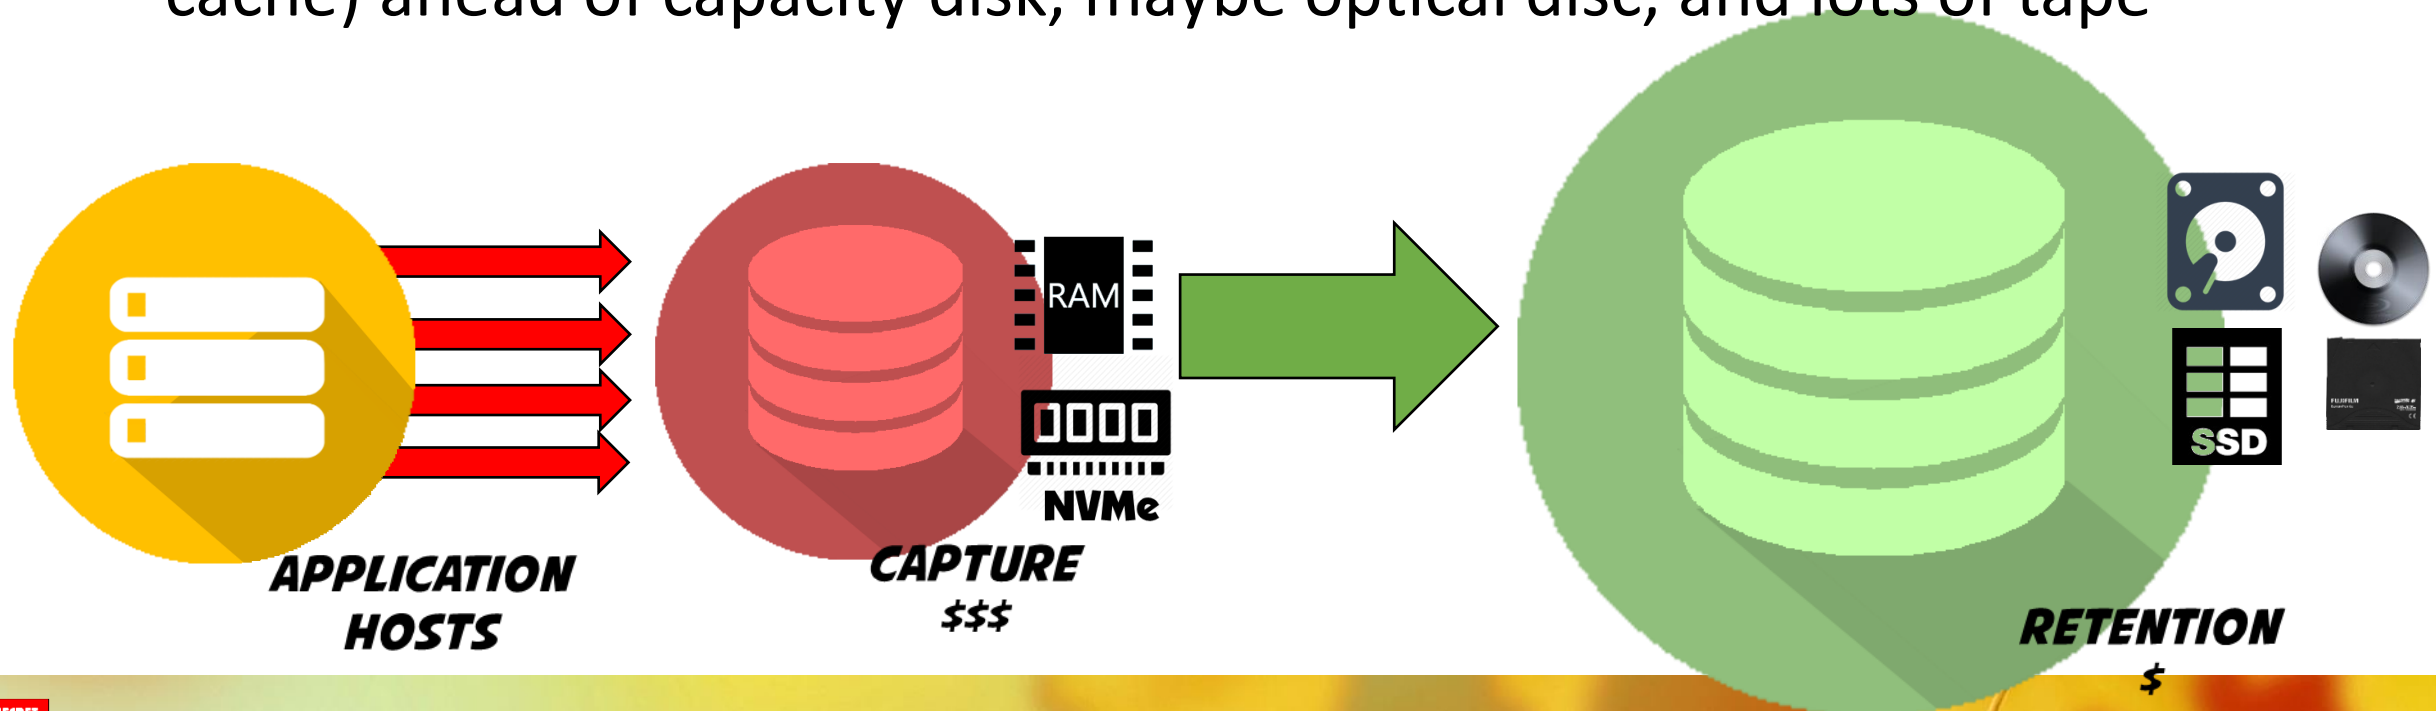 cache) ahead of capacity disk, maybe optical disc, and lots of tape
RAM
NVMe
SSD
FUJIFILM
APPLICATION
HOSTS
CAPTURE
$$$
RETENTION
$